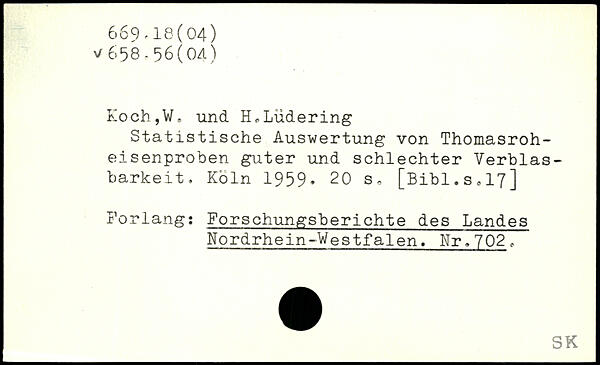 669.18(04)
v 658.56(04)
Koch,W. und H.Lüdering
Statistische Auswertung von Thomasroh-
eisenproben guter und schlechter Verblas-
barkeit. Köln 1959. 20 s. [Bibl.s.17]
Forlang: Forschungsberichte des Landes
Nordrhein-Westfalen. Nr.702.
SK